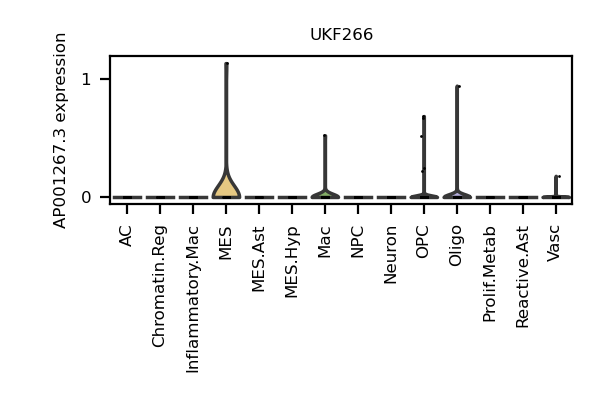 UKF266
AP001267.3 expression
1
0
AC
Chromatin.Reg
Inflammatory.Mac
MES
MES.Ast
MES.Hyp
Mac
NPC
Neuron
OPC
Oligo
Prolif.Metab
Reactive.Ast
Vasc